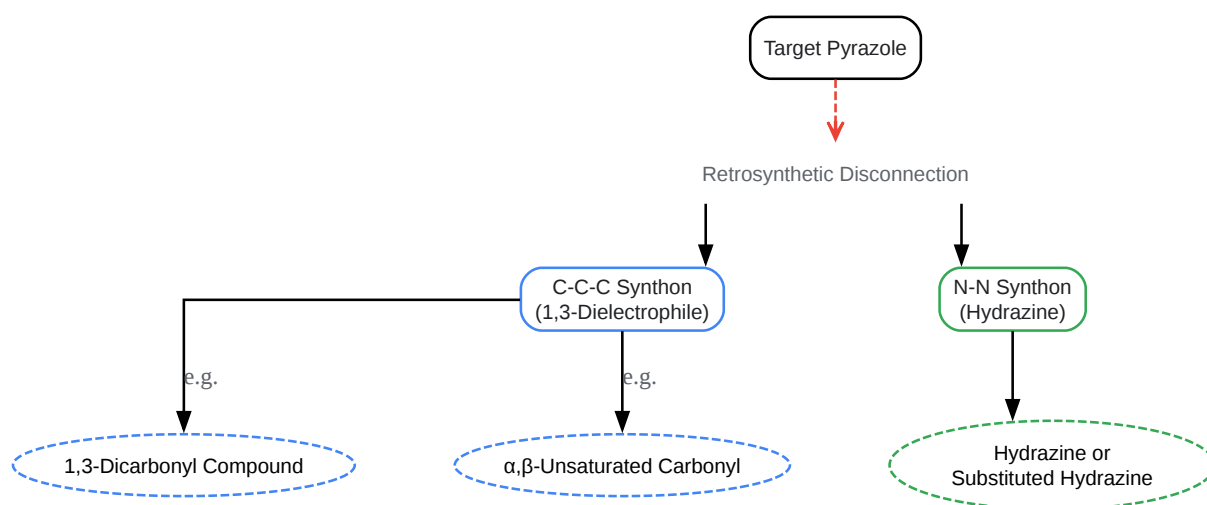 Target Pyrazole
Retrosynthetic Disconnection
C-C-C Synthon
(1,3-Dielectrophile)
N-N Synthon
(Hydrazine)
e.g.
e.g.
1,3-Dicarbonyl Compound
α,β-Unsaturated Carbonyl
Hydrazine or
Substituted Hydrazine